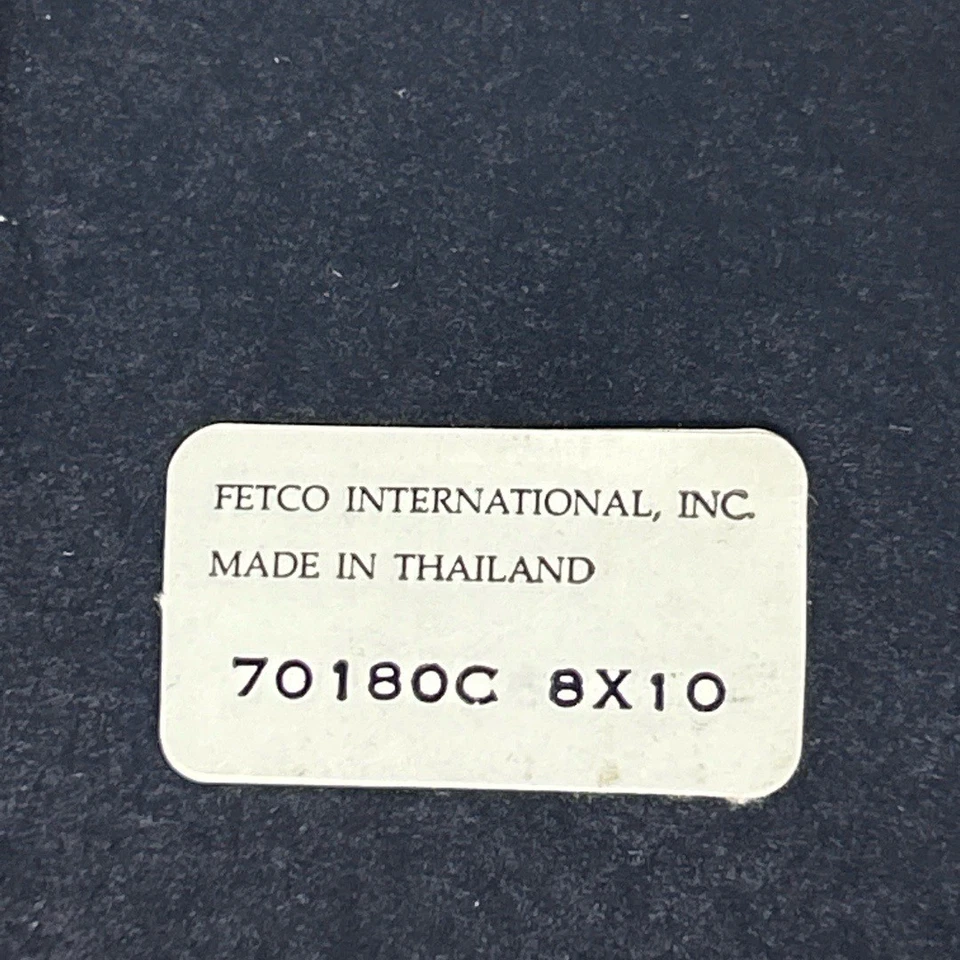 FETCO INTERNATIONAL, INC.
MADE IN THAILAND
70180C 8X10